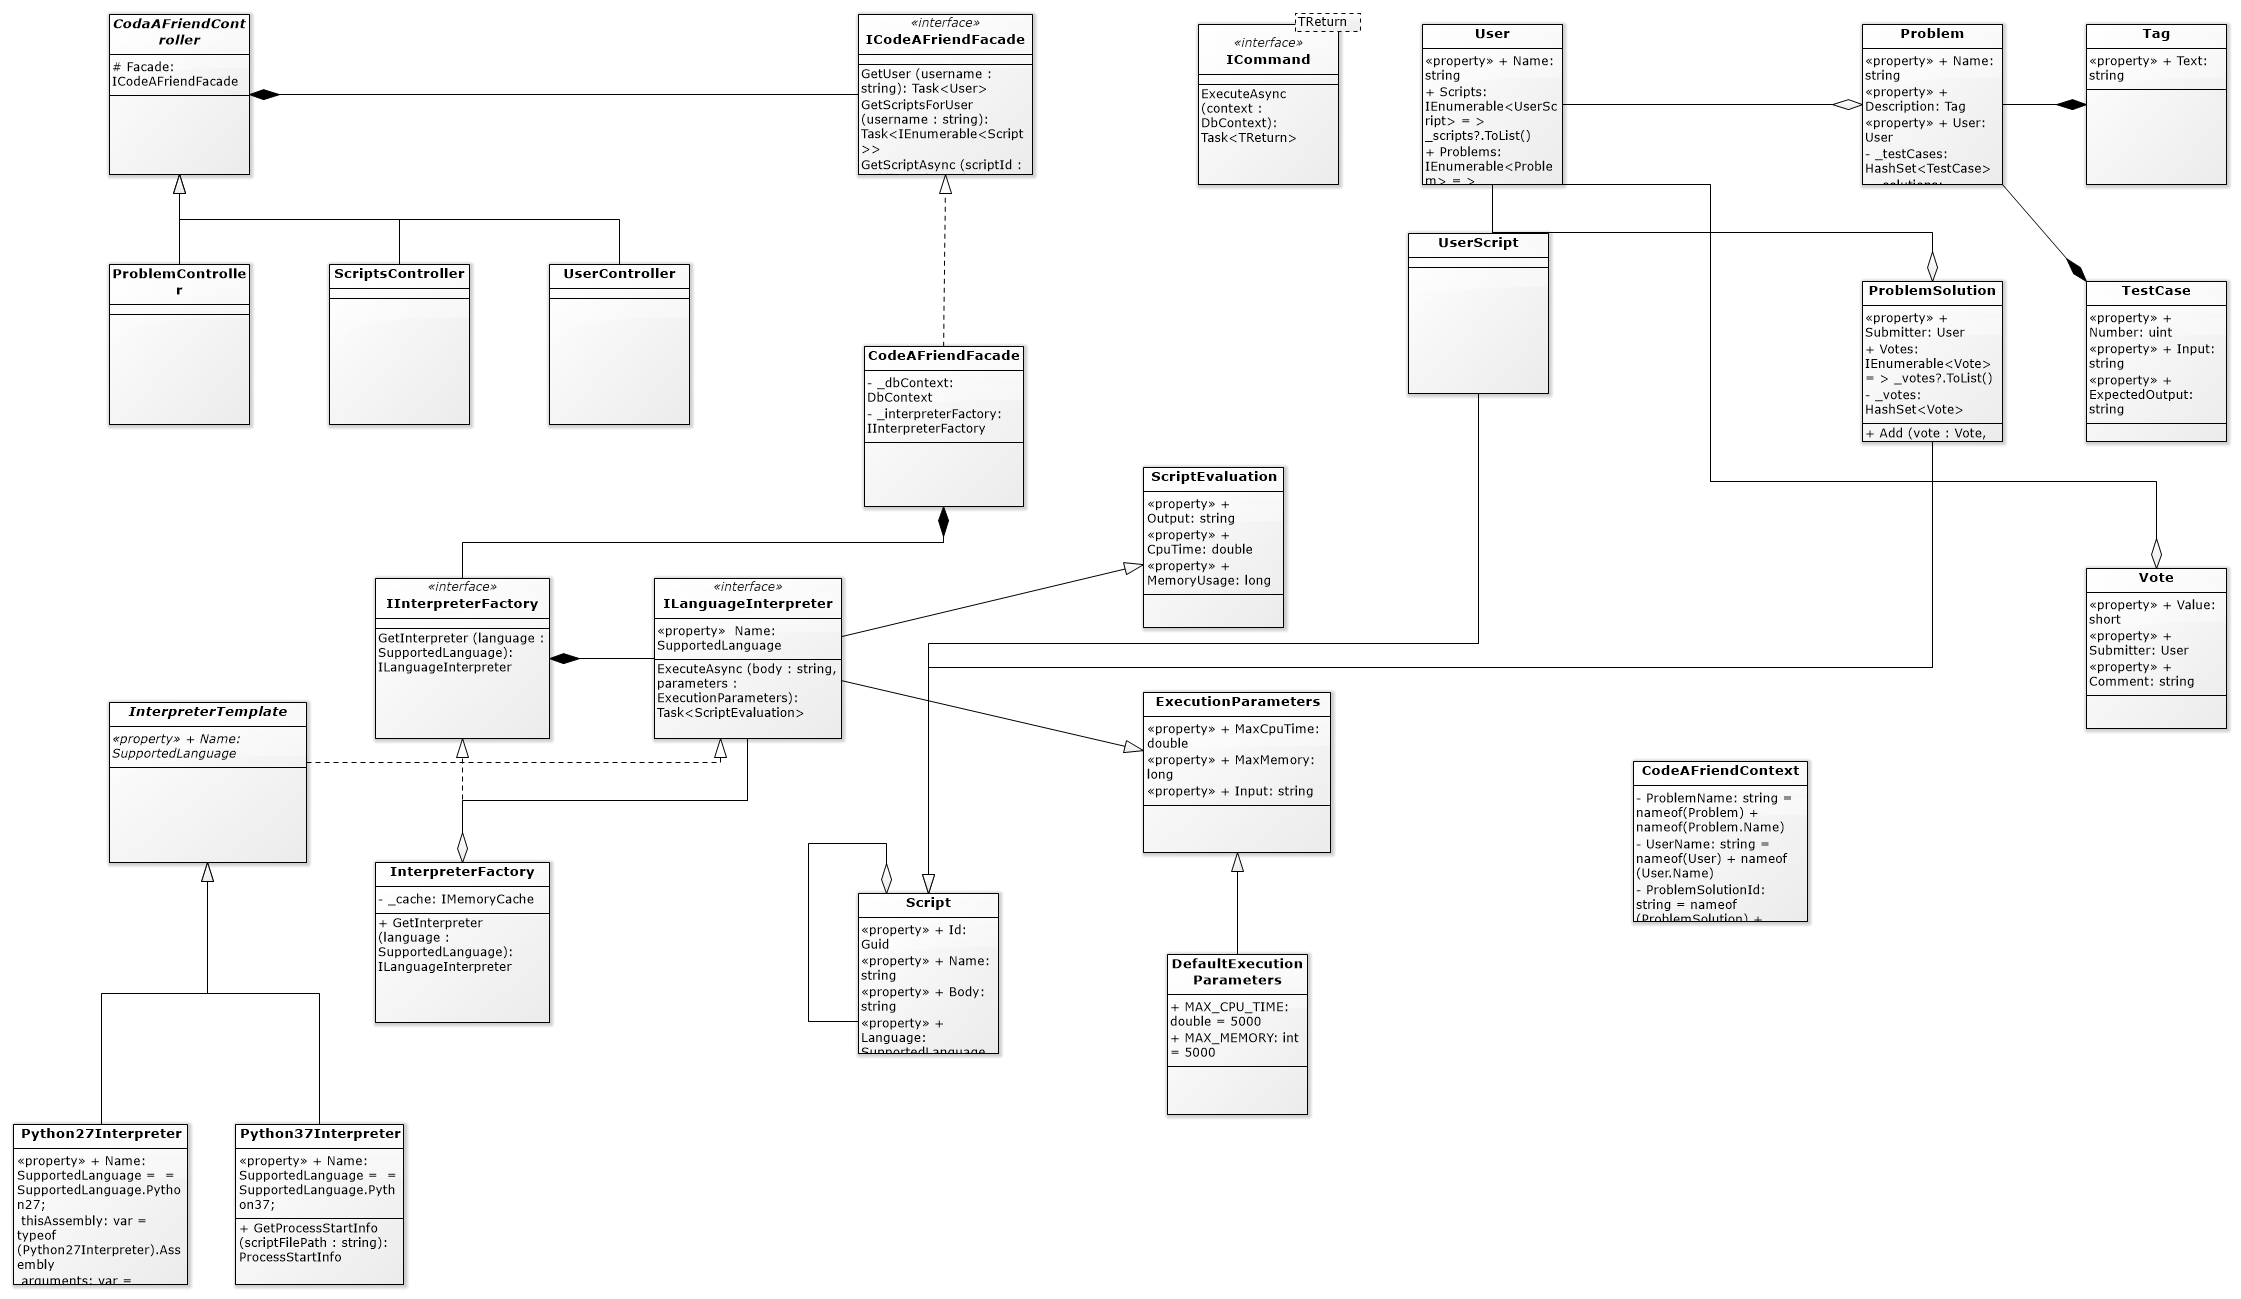 CodaAFriendCont
roller
# Facade:
ICodeAFriendFacade
«interface»
ICodeAFriendFacade
GetUser (username :
string): Task<User>
GetScriptsForUser
(username : string):
Task<IEnumerable<Script
>>
GetScriptAsync (scriptId :
TReturn
«interface»
ICommand
ExecuteAsync
(context :
DbContext):
Task<TReturn>
User
«property» + Name:
string
+ Scripts:
IEnumerable<UserSc
ript> = >
_scripts?.ToList()
+ Problems:
IEnumerable<Proble
m> = >
Problem
«property» + Name:
string
«property» +
Description: Tag
«property» + User:
User
- _testCases:
HashSet<TestCase>
Tag
«property» + Text:
string
ProblemControlle
r
ScriptsController
UserController
UserScript
ProblemSolution
«property» +
Submitter: User
+ Votes:
IEnumerable<Vote>
= > _votes?.ToList()
- _votes:
HashSet<Vote>
+ Add (vote : Vote,
TestCase
«property» +
Number: uint
«property» + Input:
string
«property» +
ExpectedOutput:
string
CodeAFriendFacade
- _dbContext:
DbContext
- _interpreterFactory:
IInterpreterFactory
ScriptEvaluation
«property» +
Output: string
«property» +
CpuTime: double
«property» +
MemoryUsage: long
«interface»
IInterpreterFactory
GetInterpreter (language :
SupportedLanguage):
ILanguageInterpreter
«interface»
ILanguageInterpreter
«property»  Name:
SupportedLanguage
ExecuteAsync (body : string,
parameters :
ExecutionParameters):
Task<ScriptEvaluation>
Vote
«property» + Value:
short
«property» +
Submitter: User
«property» +
Comment: string
InterpreterTemplate
«property» + Name:
SupportedLanguage
ExecutionParameters
«property» + MaxCpuTime:
double
«property» + MaxMemory:
long
«property» + Input: string
CodeAFriendContext
- ProblemName: string =
nameof(Problem) +
nameof(Problem.Name)
- UserName: string =
nameof(User) + nameof
(User.Name)
- ProblemSolutionId:
string = nameof
(ProblemSolution) +
InterpreterFactory
- _cache: IMemoryCache
+ GetInterpreter
(language :
SupportedLanguage):
ILanguageInterpreter
Script
«property» + Id:
Guid
«property» + Name:
string
«property» + Body:
string
«property» +
Language:
SupportedLanguage
DefaultExecution
Parameters
+ MAX_CPU_TIME:
double = 5000
+ MAX_MEMORY: int
= 5000
Python27Interpreter
«property» + Name:
SupportedLanguage =  =
SupportedLanguage.Pytho
n27;
thisAssembly: var =
typeof
(Python27Interpreter).Ass
embly
arguments: var =
Python37Interpreter
«property» + Name:
SupportedLanguage =  =
SupportedLanguage.Pyth
on37;
+ GetProcessStartInfo
(scriptFilePath : string):
ProcessStartInfo